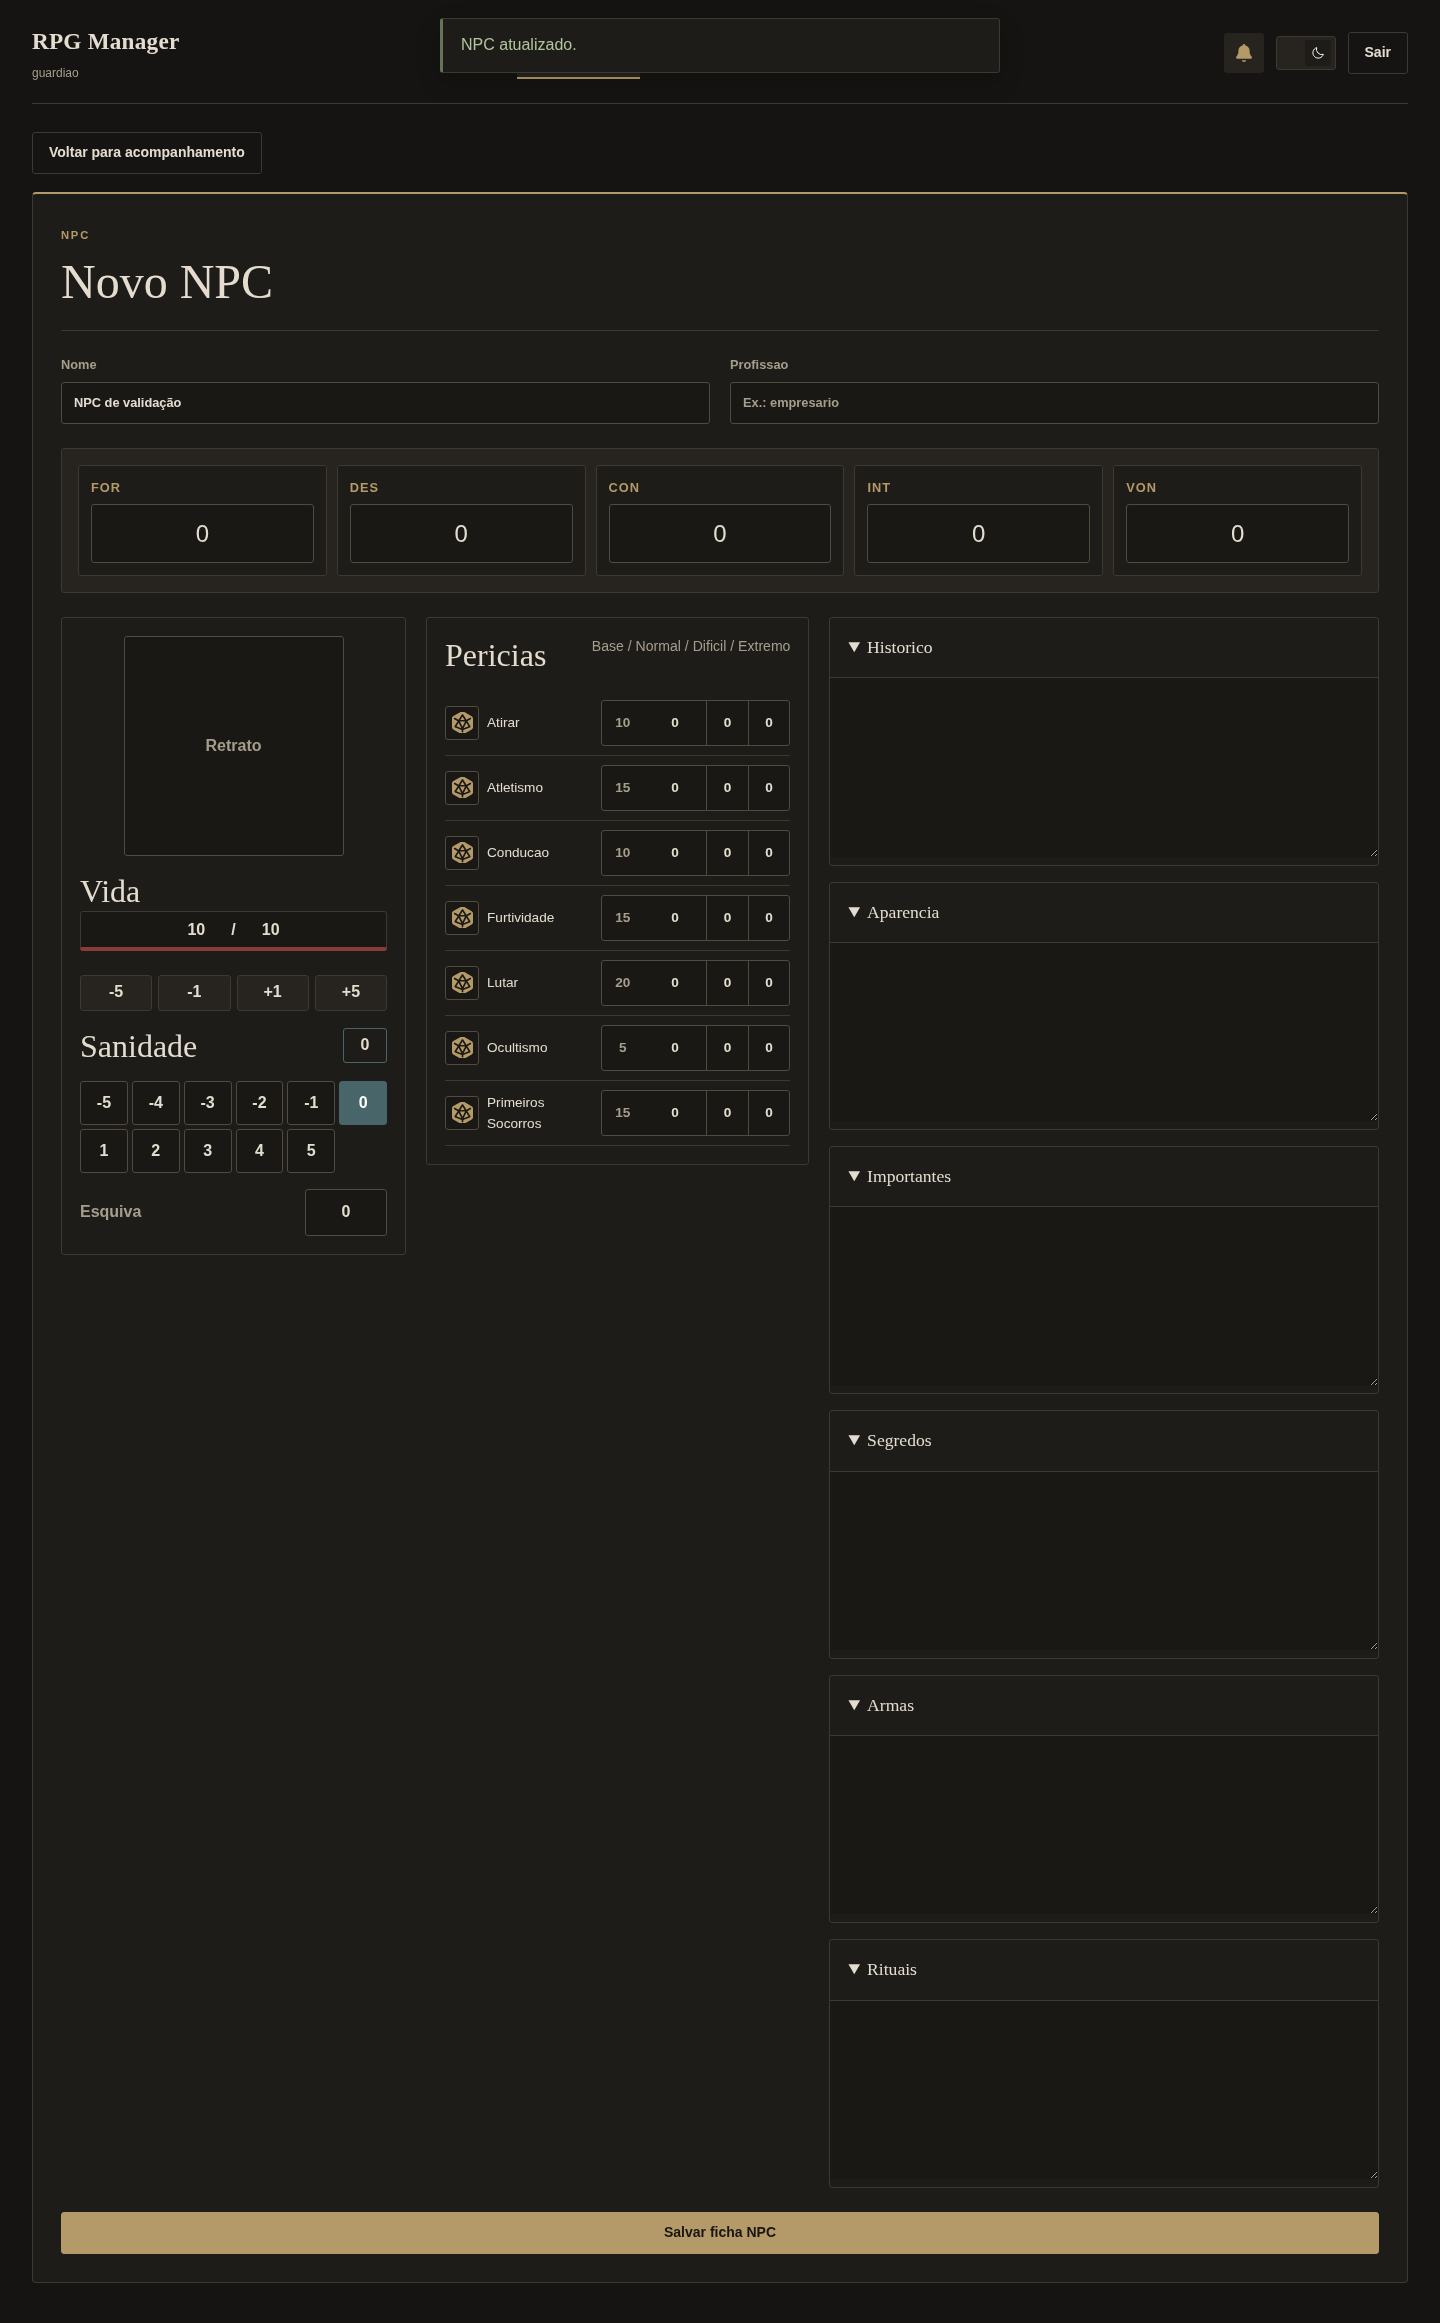 RPG Manager
guardiao
NPC atualizado.
Sair
Voltar para acompanhamento
NPC
Novo NPC
Nome
Profissao
NPC de validação
Ex.: empresario
FOR
DES
CON
INT
VON
0
0
0
0
0
Retrato
Vida
10 / 10
-5 -1 +1 +5
Sanidade 0
-5 -4 -3 -2 -1 0
1 2 3 4 5
Esquiva 0
Pericias
Base / Normal / Dificil / Extremo
Atirar 10 0 0 0
Atletismo 15 0 0 0
Conducao 10 0 0 0
Furtividade 15 0 0 0
Lutar 20 0 0 0
Ocultismo 5 0 0 0
Primeiros
Socorros 15 0 0 0
Historico
Aparencia
Importantes
Segredos
Armas
Rituais
Salvar ficha NPC